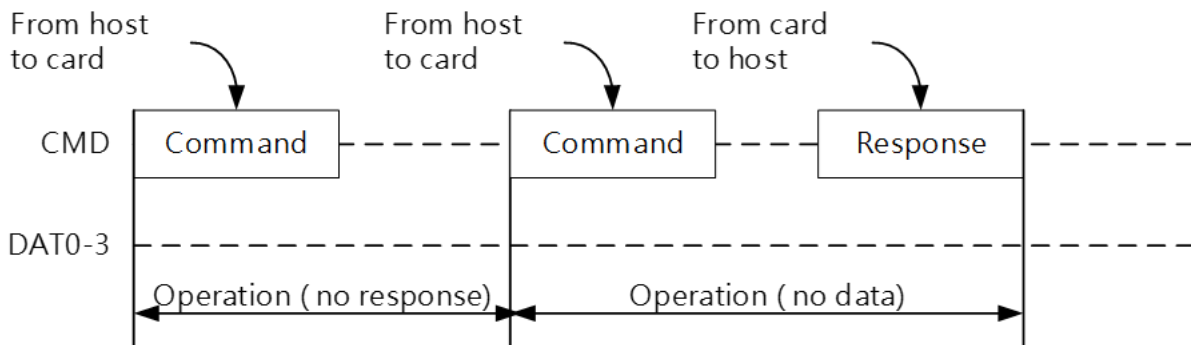 From host
to card
From host
to card
From card
to host
CMD
Command
Command
Response
DAT0-3
Operation ( no response)
Operation ( no data)